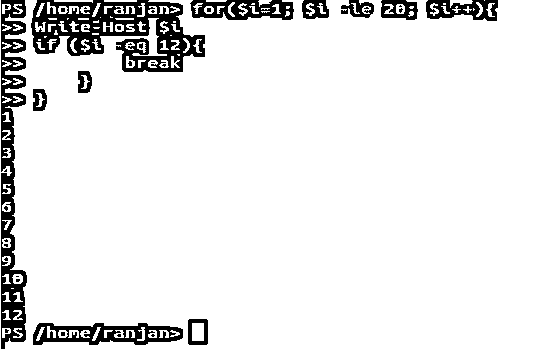 PS /home/ranjan> for($i=1; $i -le 20; $i++){
>> Write-Host $i
>> if ($i -eq 12){
>>         break
>>     }
>> }
1
2
3
4
5
6
7
8
9
10
11
12
PS /home/ranjan>